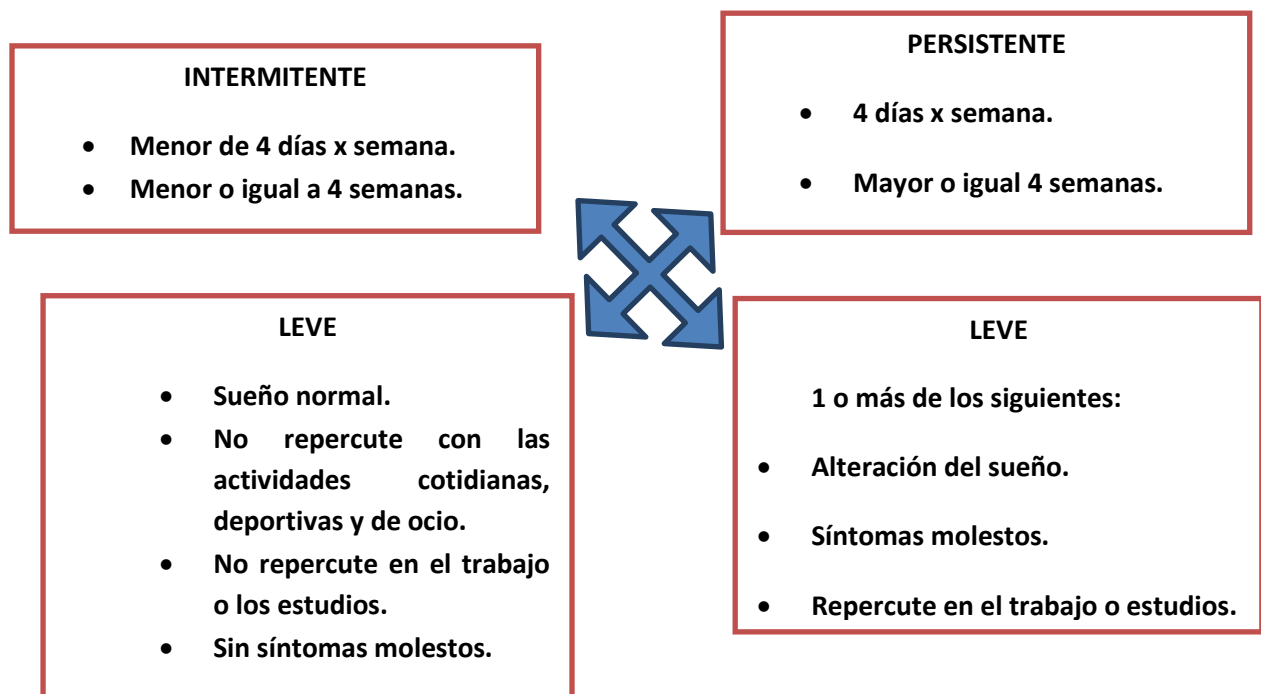 INTERMITENTE
• Menor de 4 días x semana.
• Menor o igual a 4 semanas.
PERSISTENTE
• 4 días x semana.
• Mayor o igual 4 semanas.
LEVE
• Sueño normal.
• No repercute con las
actividades cotidianas,
deportivas y de ocio.
• No repercute en el trabajo
o los estudios.
• Sin síntomas molestos.
LEVE
1 o más de los siguientes:
• Alteración del sueño.
• Síntomas molestos.
• Repercute en el trabajo o estudios.